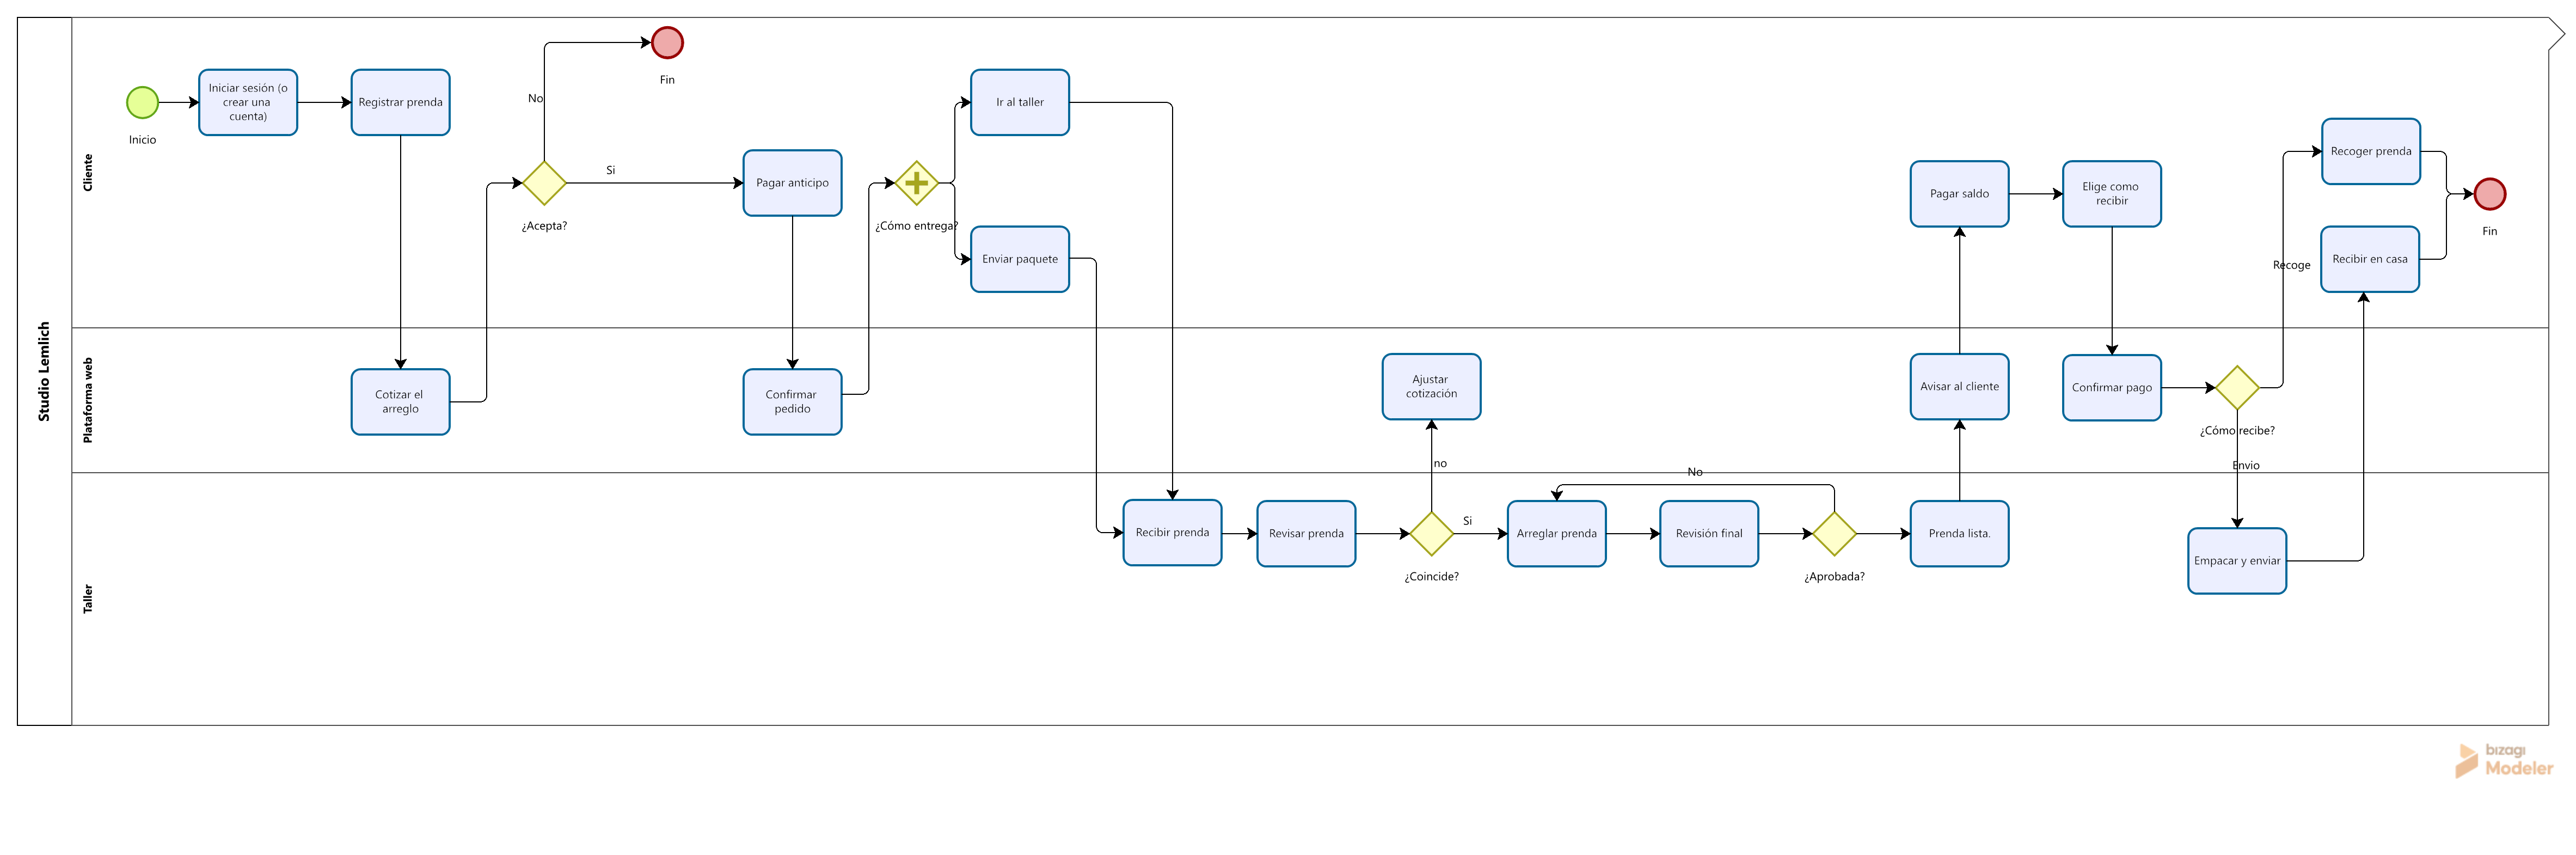 Studio Lemlich
Cliente
Inicio
Iniciar sesión (o
crear una
cuenta)
Registrar prenda
No
Fin
¿Acepta?
Si
Pagar anticipo
¿Cómo entrega?
Ir al taller
Enviar paquete
Pagar saldo
Elige como
recibir
Recoge
Recoger prenda
Recibir en casa
Fin
Plataforma web
Cotizar el
arreglo
Confirmar
pedido
Ajustar
cotización
no
Avisar al cliente
Confirmar pago
¿Cómo recibe?
Envio
Taller
Recibir prenda
Revisar prenda
¿Coincide?
Si
Arreglar prenda
No
Revisión final
¿Aprobada?
Prenda lista.
Empacar y enviar
bizagi
Modeler